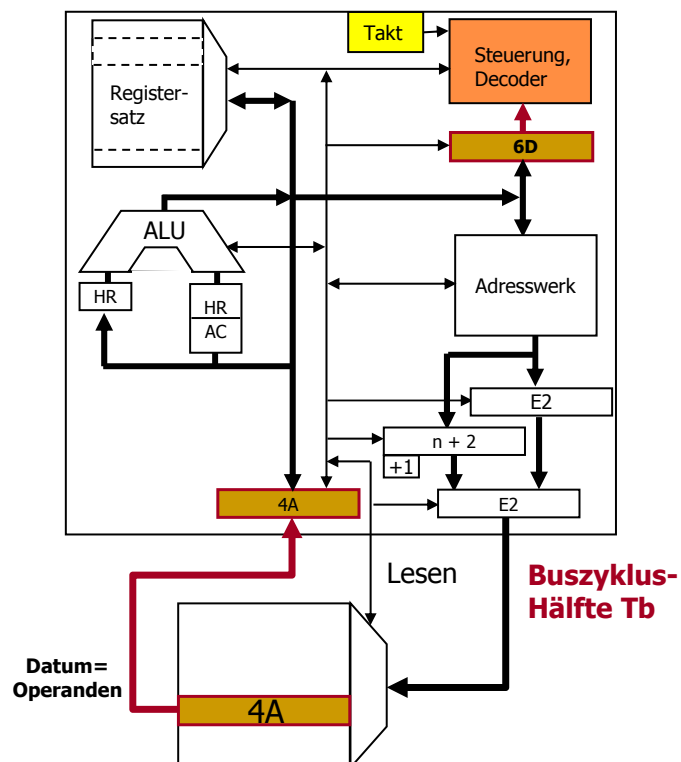 Takt
Steuerung,
Decoder
Register-
satz
6D
ALU
Adresswerk
HR
HR
AC
E2
n + 2
+1
4A
E2
Lesen
Buszyklus-
Hälfte Tb
Datum=
Operanden
4A